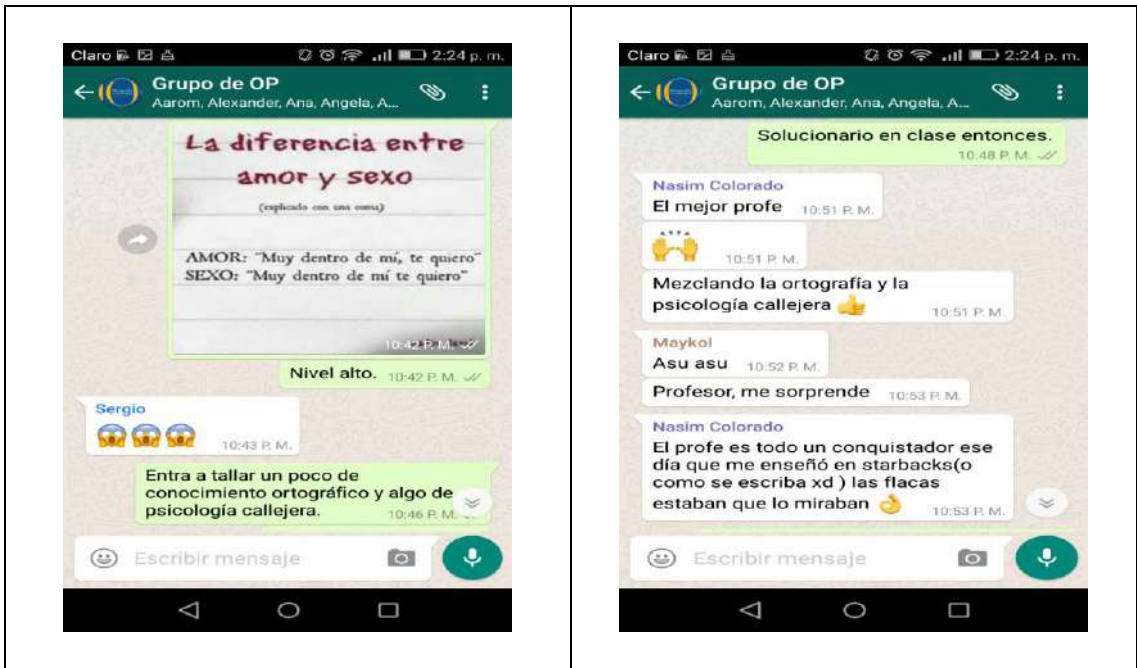 Claro
2:24 p. m.
Grupo de OP
Aarom, Alexander, Ana, Angela, A...
La diferencia entre
amor y sexo
(explicado con una coma)
AMOR: "Muy dentro de mí, te quiero"
SEXO: "Muy dentro de mí te quiero"
10:42 P. M.
Nivel alto. 10:42 P. M.
Sergio
10:43 P. M.
Entra a tallar un poco de
conocimiento ortográfico y algo de
psicología callejera. 10:46 P. M.
Escribir mensaje
Claro
2:24 p. m.
Grupo de OP
Aarom, Alexander, Ana, Angela, A...
Solucionario en clase entonces.
10:48 P. M.
Nasim Colorado
El mejor profe 10:51 P. M.
10:51 P. M.
Mezclando la ortografía y la
psicología callejera 10:51 P. M.
Maykol
Asu asu 10:52 P. M.
Profesor, me sorprende 10:53 P. M.
Nasim Colorado
El profe es todo un conquistador ese
día que me enseñó en starbacks(o
como se escriba xd ) las flacas
estaban que lo miraban 10:53 P. M.
Escribir mensaje